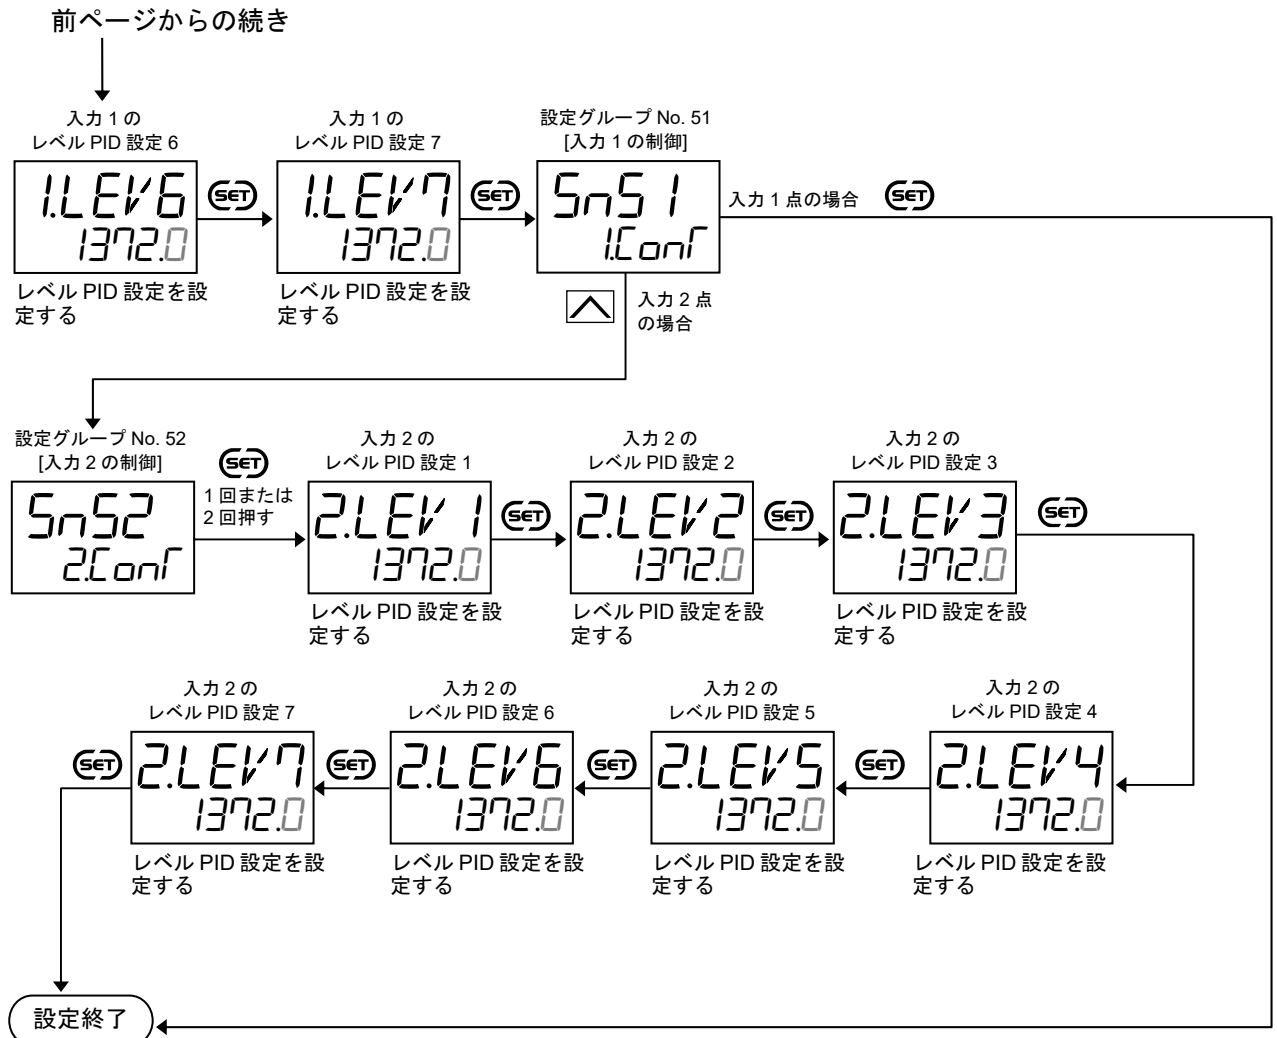 前ページからの続き
入力 1 の
レベル PID 設定 6
1.LEV6
1372.0
レベル PID 設定を設
定する
SET
入力 1 の
レベル PID 設定 7
1.LEV7
1372.0
レベル PID 設定を設
定する
SET
設定グループ No. 51
[入力 1 の制御]
SnS1
1.ConT
入力 1 点の場合
SET
入力 2 点
の場合
設定グループ No. 52
[入力 2 の制御]
SnS2
2.ConT
SET
1 回または
2 回押す
入力 2 の
レベル PID 設定 1
2.LEV1
1372.0
レベル PID 設定を設
定する
SET
入力 2 の
レベル PID 設定 2
2.LEV2
1372.0
レベル PID 設定を設
定する
SET
入力 2 の
レベル PID 設定 3
2.LEV3
1372.0
レベル PID 設定を設
定する
SET
入力 2 の
レベル PID 設定 4
2.LEV4
1372.0
レベル PID 設定を設
定する
SET
入力 2 の
レベル PID 設定 5
2.LEV5
1372.0
レベル PID 設定を設
定する
SET
入力 2 の
レベル PID 設定 6
2.LEV6
1372.0
レベル PID 設定を設
定する
SET
入力 2 の
レベル PID 設定 7
2.LEV7
1372.0
レベル PID 設定を設
定する
SET
設定終了